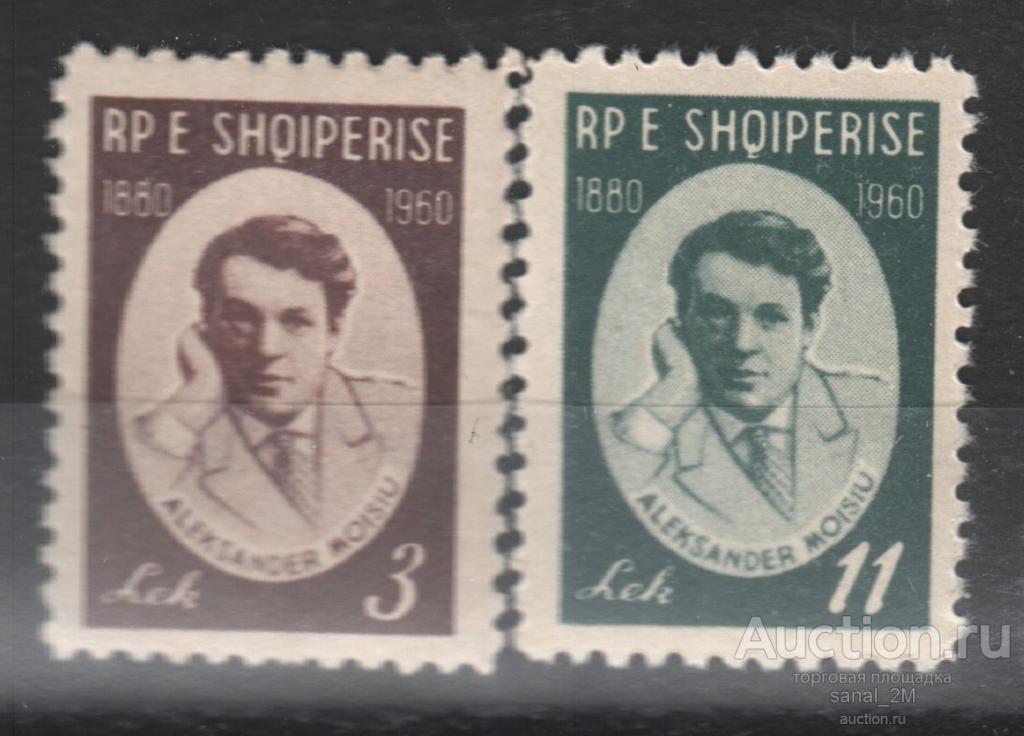 RP E SHQIPERISE
1880 1960
ALEKSANDER MOISIU
Lek 3
RP E SHQIPERISE
1880 1960
ALEKSANDER MOISIU
Lek 11
Auction.ru
торговая площадка
sanal_2M
auction.ru